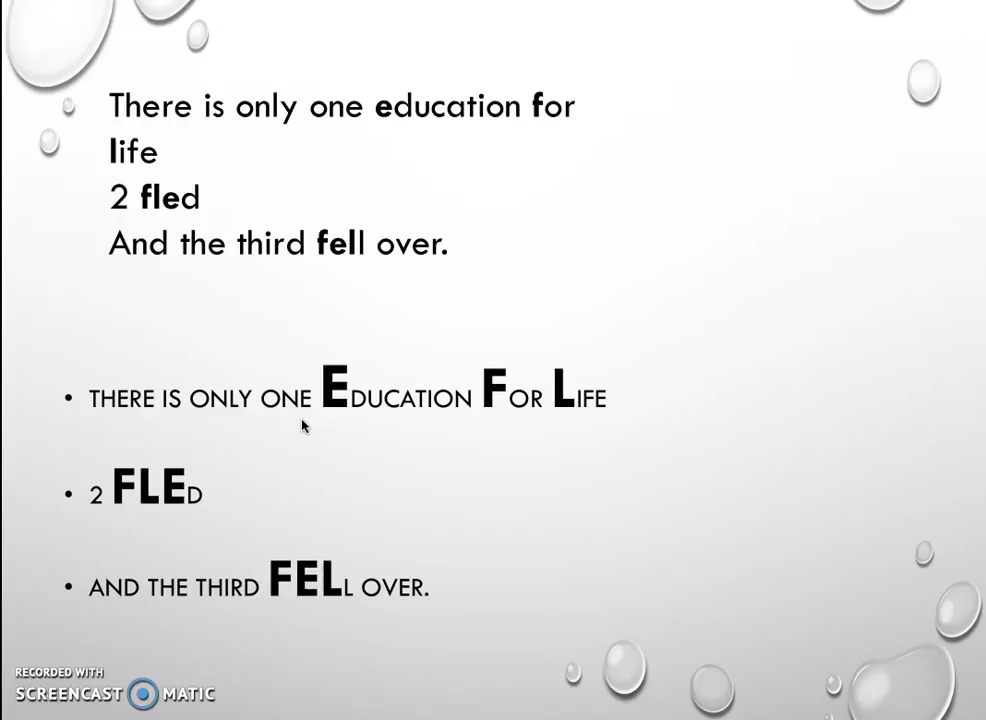 There is only one education for
life
2 fled
And the third fell over.
• THERE IS ONLY ONE EDUCATION FOR LIFE
• 2 FLED
• AND THE THIRD FELL OVER.
RECORDED WITH
SCREENCAST MATIC